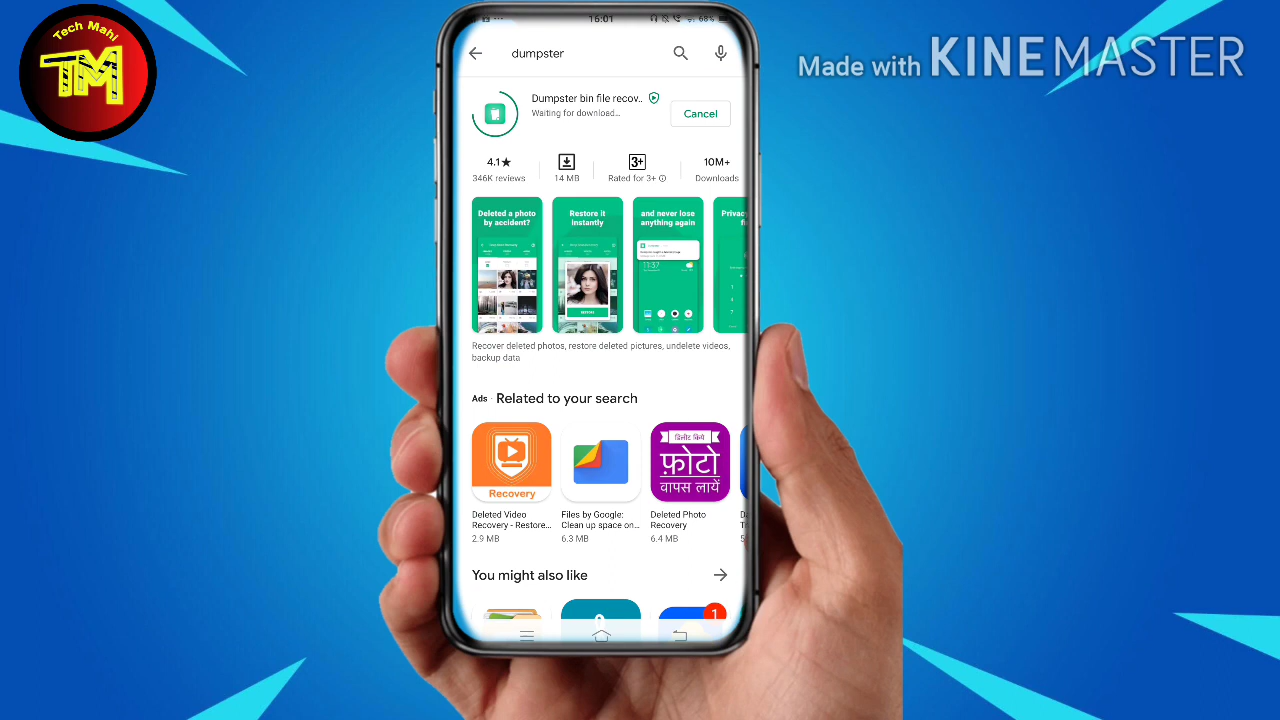 Tech Mahi
TM
Made with KINEMASTER
16:01
68%
dumpster
Dumpster bin file recov..
Waiting for download...
Cancel
4.1★
346K reviews
14 MB
3+
Rated for 3+
10M+
Downloads
Deleted a photo
by accident?
Restore it
instantly
and never lose
anything again
Privac
11:37
Recover deleted photos, restore deleted pictures, undelete videos,
backup data
Ads · Related to your search
Recovery
डिलीट किये
फ़ोटो
वापस लायें
Deleted Video
Recovery - Restore...
2.9 MB
Files by Google:
Clean up space on...
6.3 MB
Deleted Photo
Recovery
6.4 MB
You might also like
1